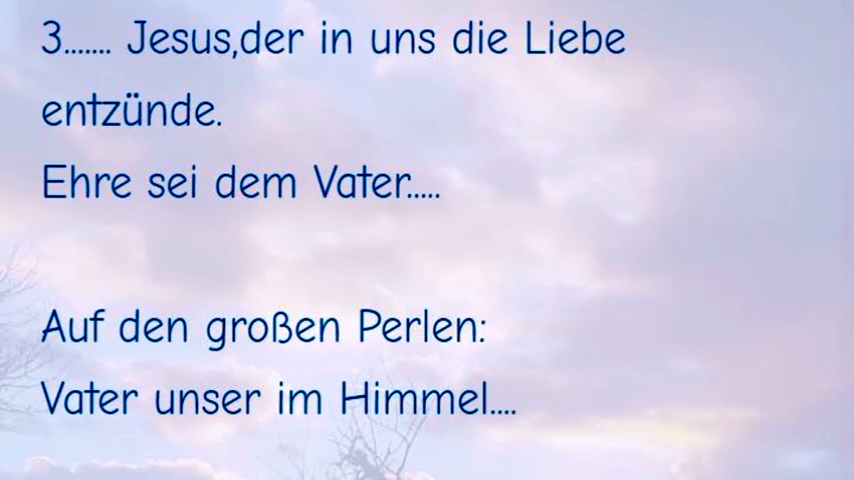 3....... Jesus,der in uns die Liebe
entzünde.
Ehre sei dem Vater.....
Auf den großen Perlen:
Vater unser im Himmel....